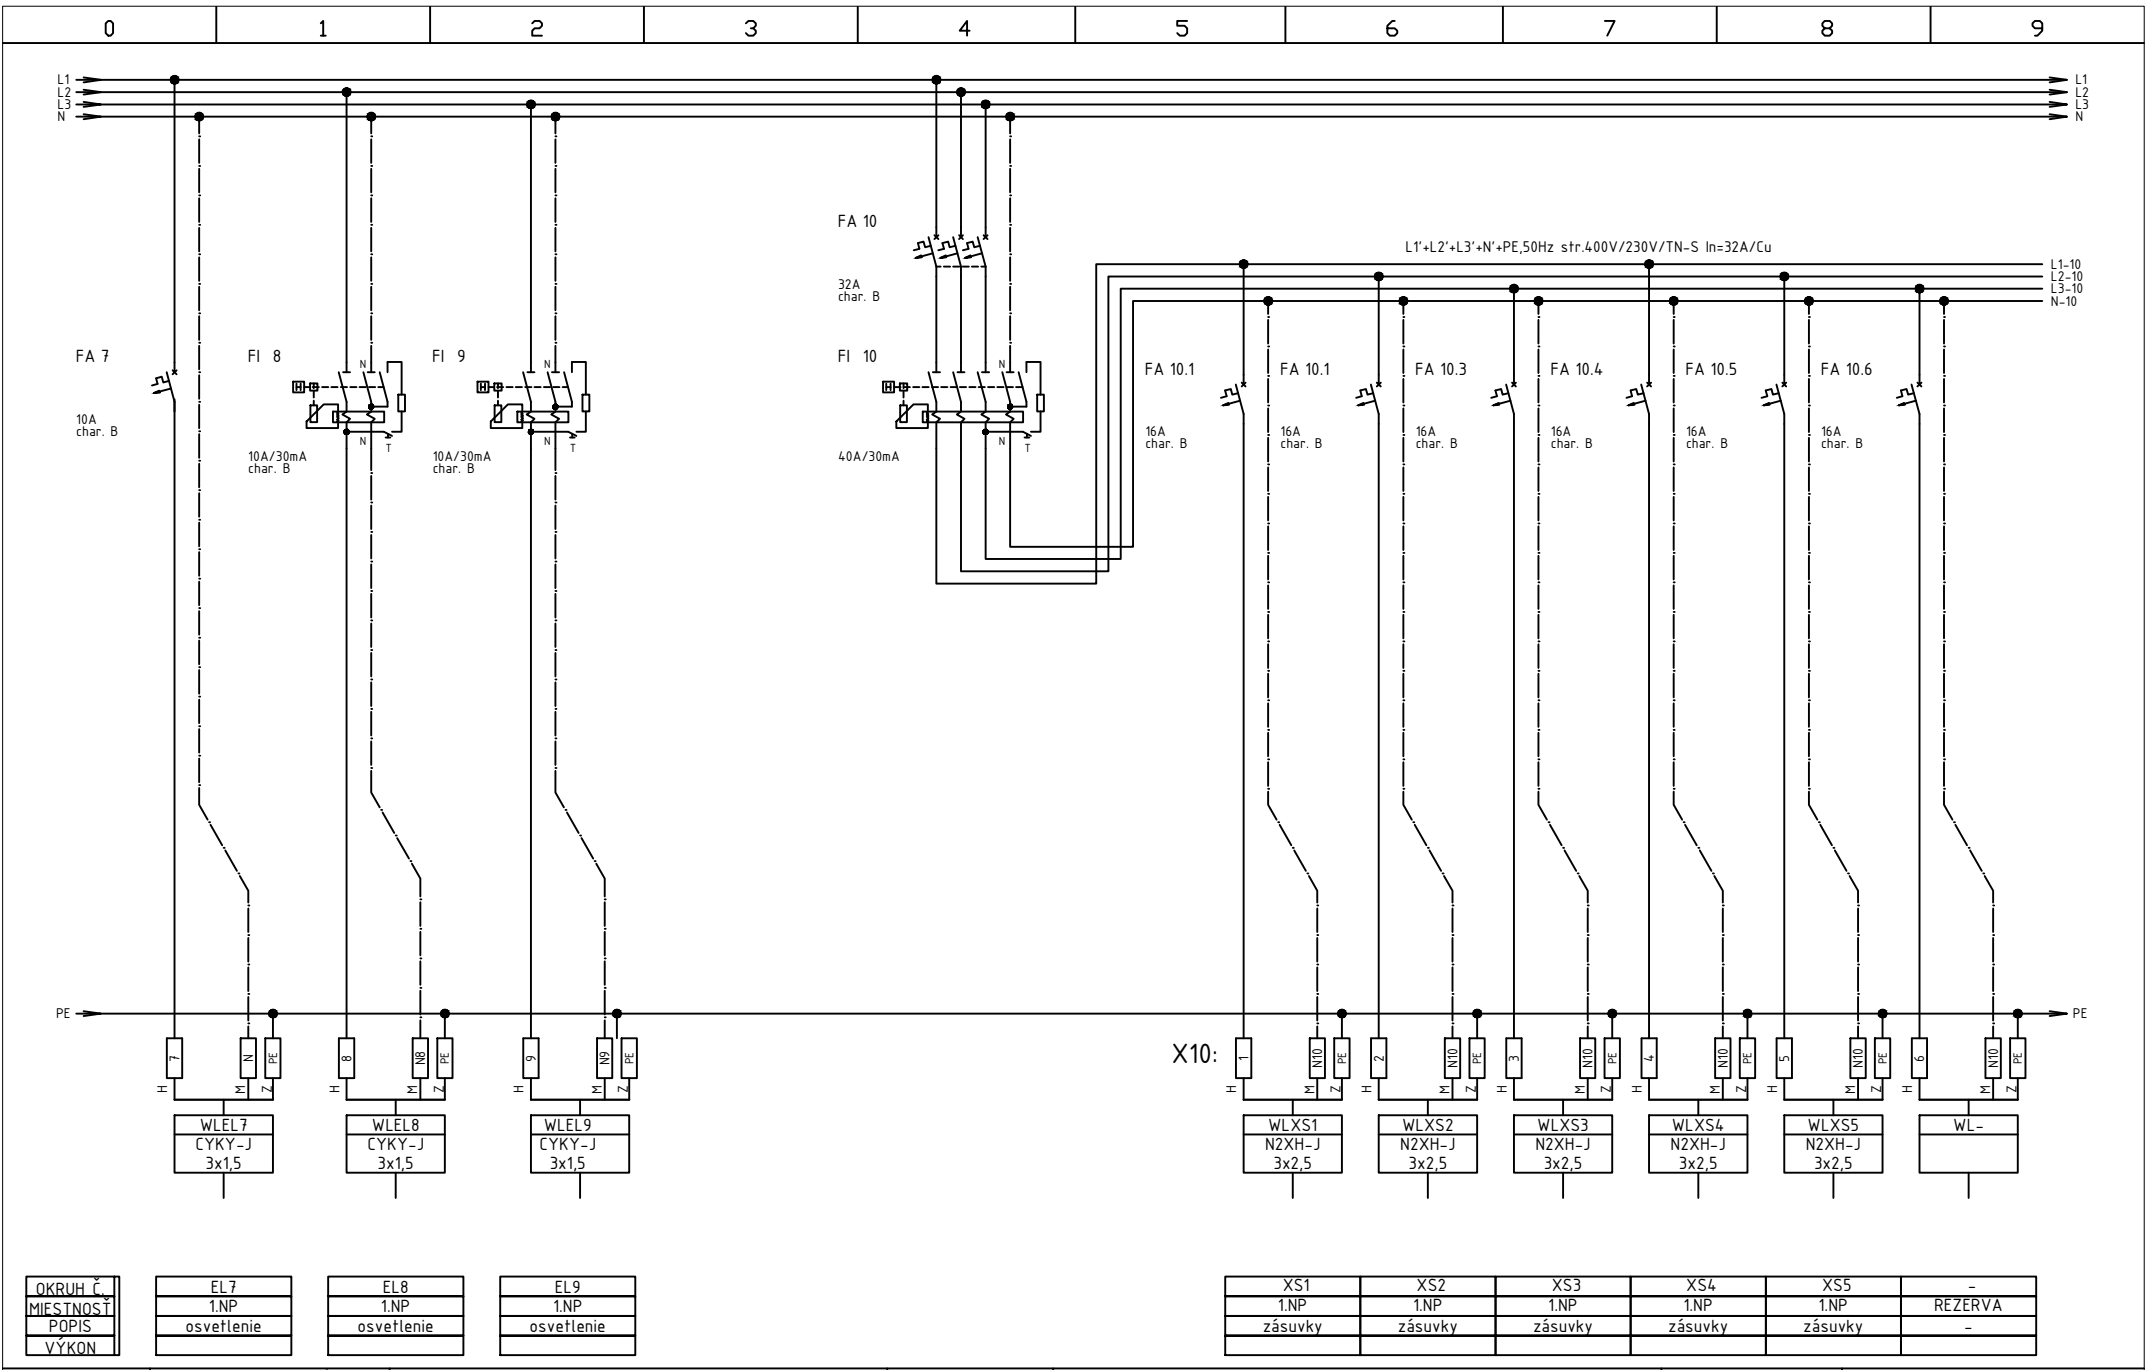 0 1 2 3 4 5 6 7 8 9
L1 L1
L2 L2
L3 L3
N N
FA 10
L1'+L2'+L3'+N'+PE,50Hz str.400V/230V/TN-S In=32A/Cu
L1-10
L2-10
L3-10
N-10
32A
char. B
FA 7 FI 8 FI 9 FI 10
N N N
FA 10.1 FA 10.1 FA 10.3 FA 10.4 FA 10.5 FA 10.6
H H H
10A
char. B
16A 16A 16A 16A 16A 16A
char. B char. B char. B char. B char. B char. B
N T N T N T
10A/30mA 10A/30mA 40A/30mA
char. B char. B
PE PE
X10:
7 N PE 8 N8 PE 9 N9 PE 1 N10 PE 2 N10 PE 3 N10 PE 4 N10 PE 5 N10 PE 6 N10 PE
H M Z H M Z H M Z H M Z H M Z H M Z H M Z H M Z H M Z
WLEL7 WLEL8 WLEL9 WLXS1 WLXS2 WLXS3 WLXS4 WLXS5 WL-
CYKY-J CYKY-J CYKY-J N2XH-J N2XH-J N2XH-J N2XH-J N2XH-J
3x1,5 3x1,5 3x1,5 3x2,5 3x2,5 3x2,5 3x2,5 3x2,5
OKRUH Č. EL7 EL8 EL9 XS1 XS2 XS3 XS4 XS5 -
MIESTNOSŤ 1.NP 1.NP 1.NP 1.NP 1.NP 1.NP 1.NP 1.NP REZERVA
POPIS osvetlenie osvetlenie osvetlenie zásuvky zásuvky zásuvky zásuvky zásuvky -
VÝKON